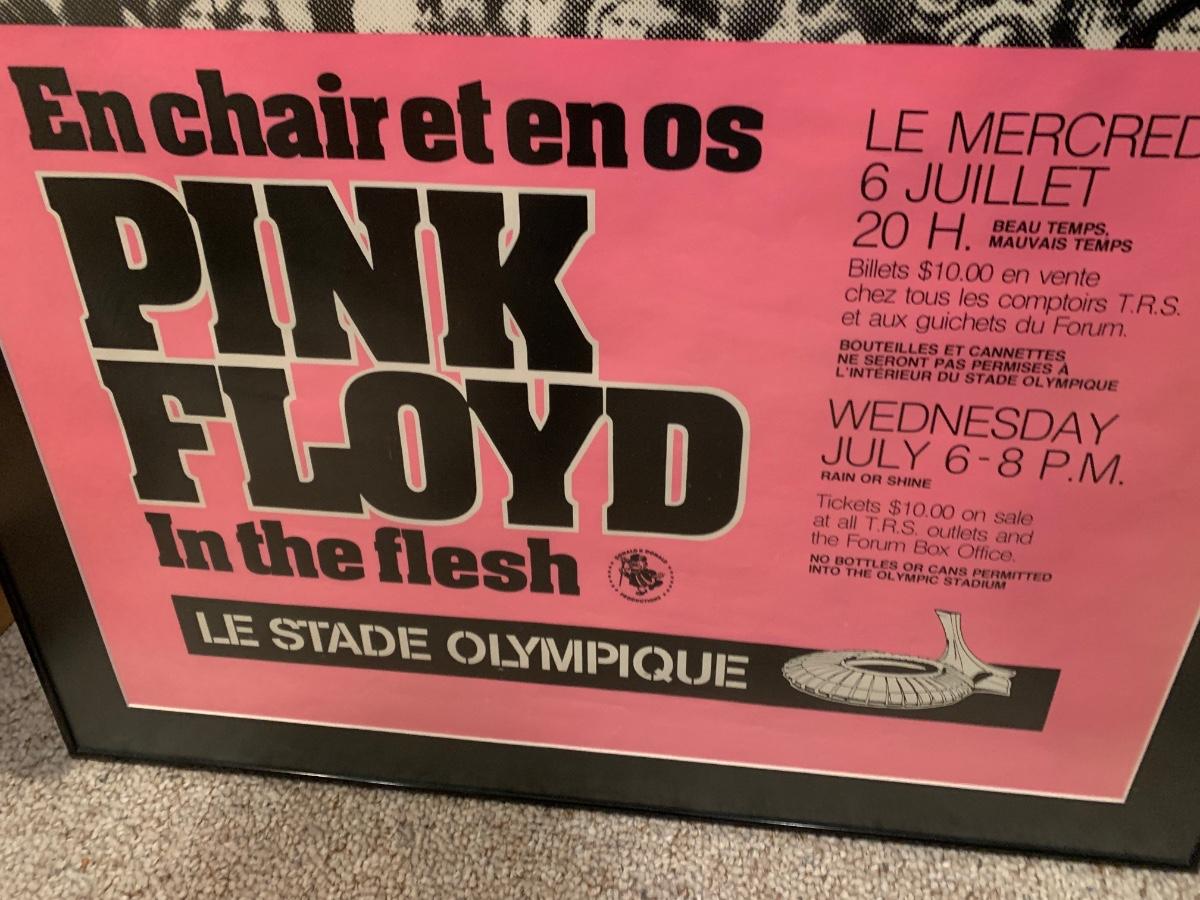 En chair et en os
PINK
FLOYD
In the flesh
DONALD K DONALD
PRODUCTIONS
LE STADE OLYMPIQUE
LE MERCRED
6 JUILLET
20 H. BEAU TEMPS,
MAUVAIS TEMPS
Billets $10.00 en vente
chez tous les comptoirs T.R.S.
et aux guichets du Forum.
BOUTEILLES ET CANNETTES
NE SERONT PAS PERMISES À
L'INTÉRIEUR DU STADE OLYMPIQUE
WEDNESDAY
JULY 6-8 P.M.
RAIN OR SHINE
Tickets $10.00 on sale
at all T.R.S. outlets and
the Forum Box Office.
NO BOTTLES OR CANS PERMITTED
INTO THE OLYMPIC STADIUM